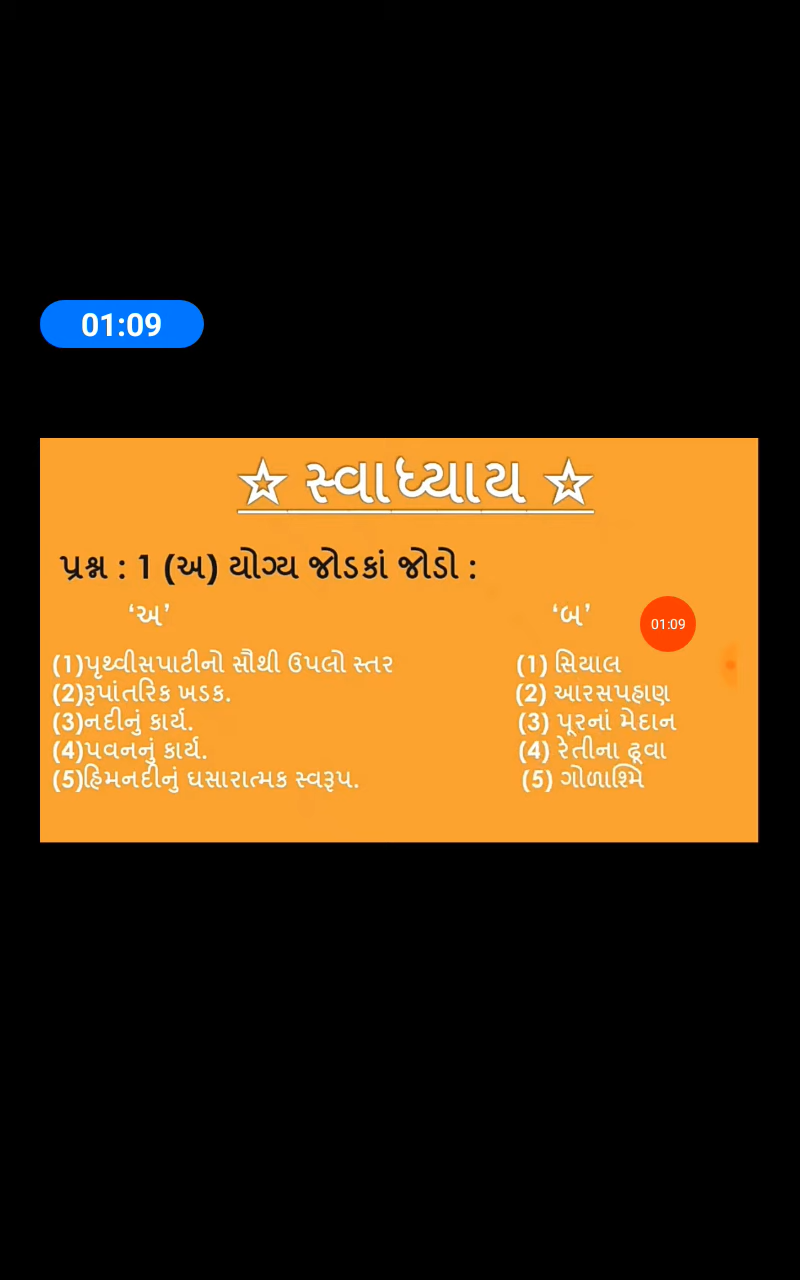 01:09
☆ સ્વાધ્યાય ☆
પ્રશ્ન : 1 (અ) યોગ્ય જોડકાં જોડો :
‘અ’ ‘બ’ 01:09
(1)પૃથ્વીસપાટીનો સૌથી ઉપલો સ્તર (1) સિયાલ
(2)રૂપાંતરિક ખડક. (2) આરસપહાણ
(3)નદીનું કાર્ય. (3) પૂરનાં મેદાન
(4)પવનનું કાર્ય. (4) રેતીના ઢૂવા
(5)હિમનદીનું ઘસારાત્મક સ્વરૂપ. (5) ગોળાશ્મિ